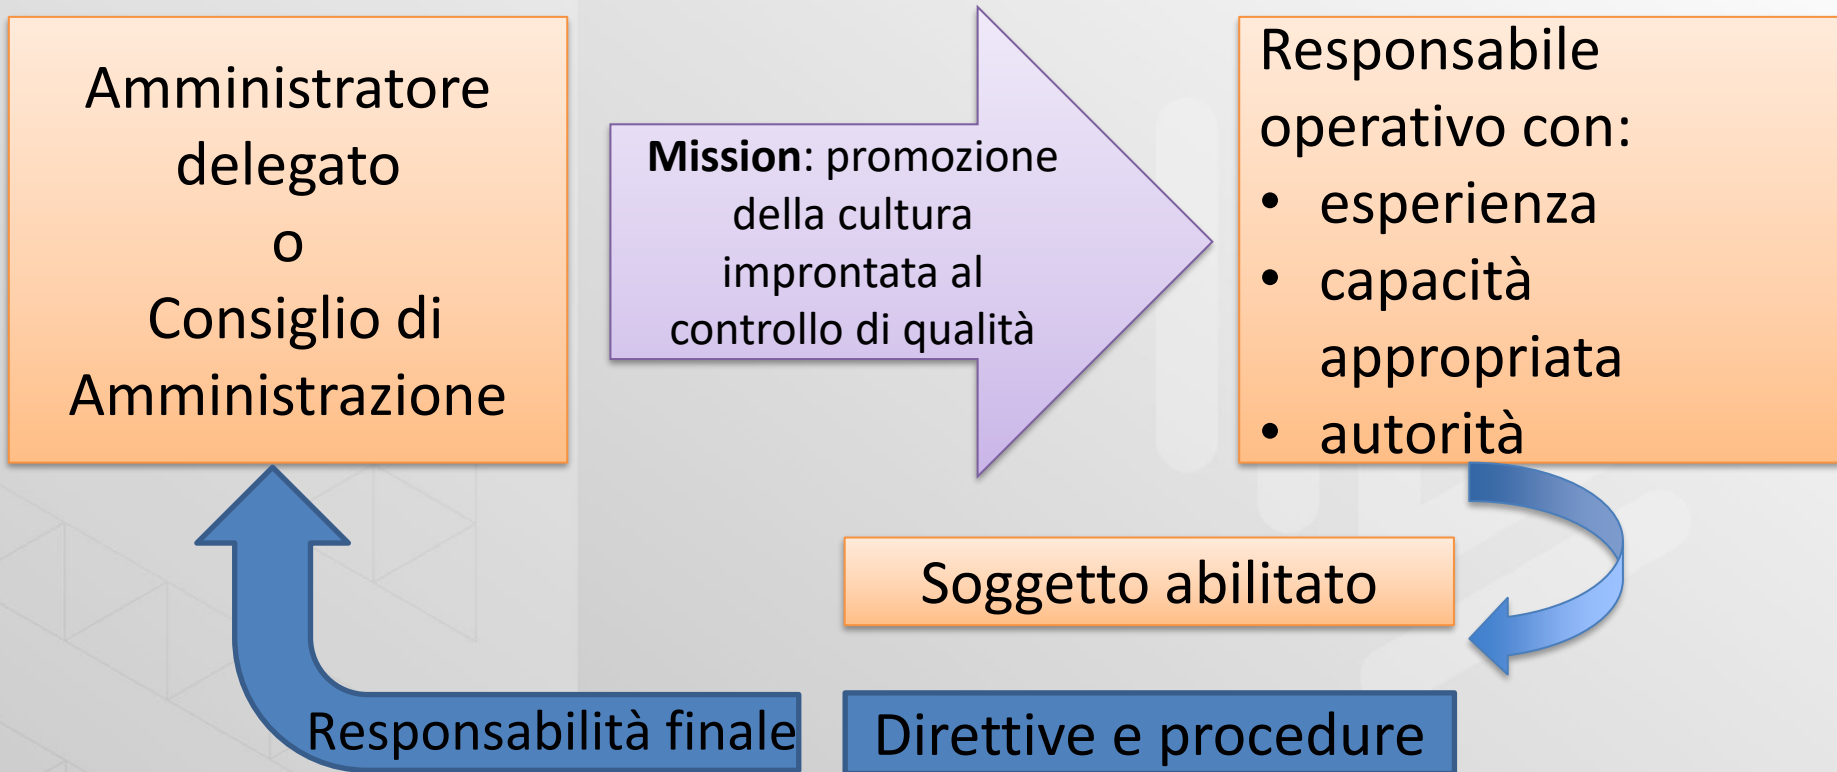 Amministratore
delegato
o
Consiglio di
Amministrazione
Mission: promozione
della cultura
improntata al
controllo di qualità
Responsabile
operativo con:
• esperienza
• capacità
appropriata
• autorità
Soggetto abilitato
Responsabilità finale
Direttive e procedure